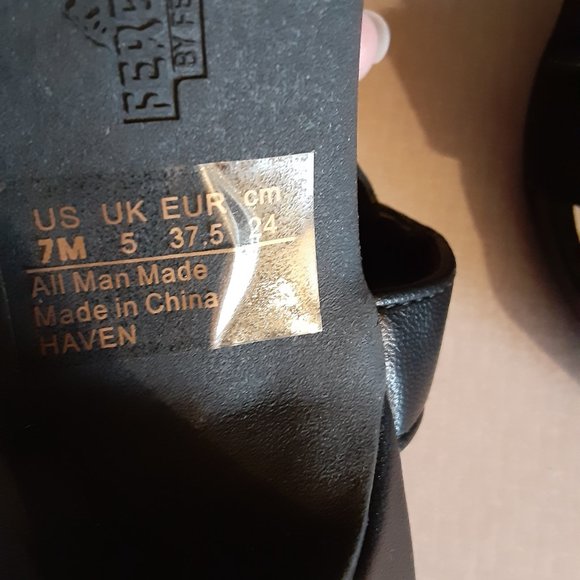 US UK EUR cm
7M 5 37.5 24
All Man Made
Made in China
HAVEN